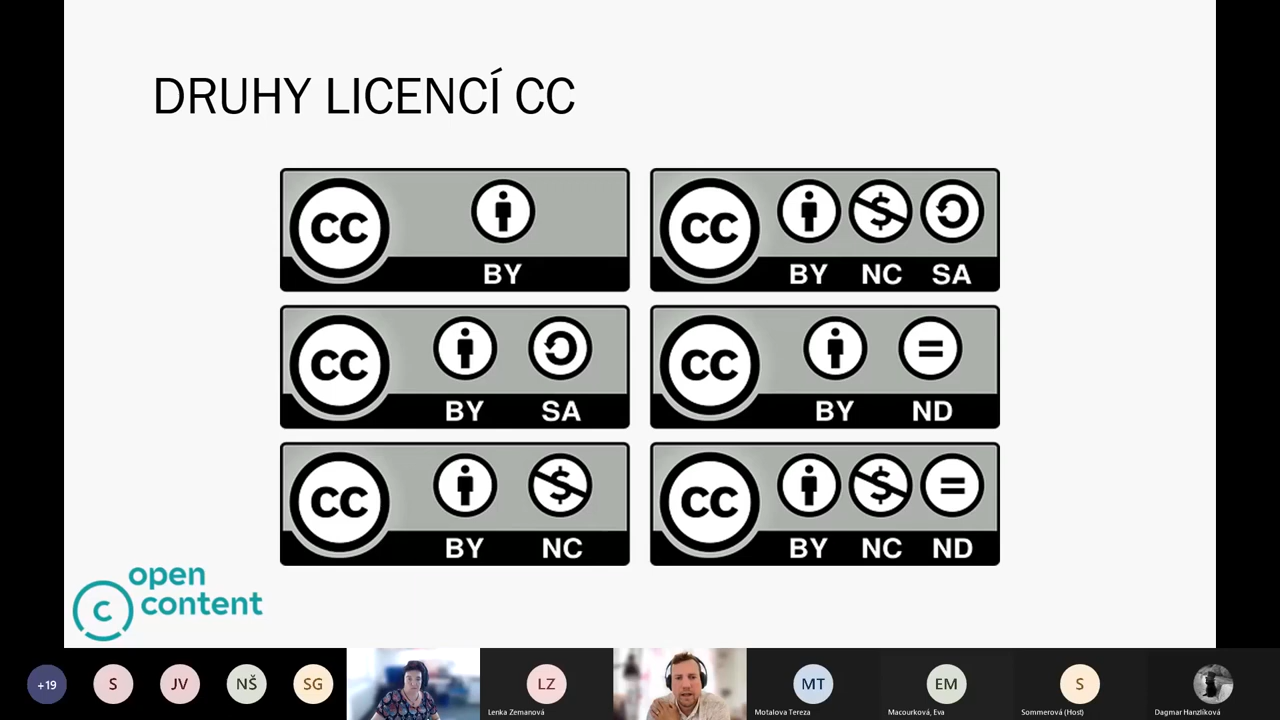 DRUHY LICENCÍ CC
CC BY
CC BY NC SA
CC BY SA
CC BY ND
CC BY NC
CC BY NC ND
open
c content
+19 S JV NŠ SG LZ MT EM S
Lenka Zemanová Motalova Tereza Macourková, Eva Sommerová (Host) Dagmar Hanzlíková